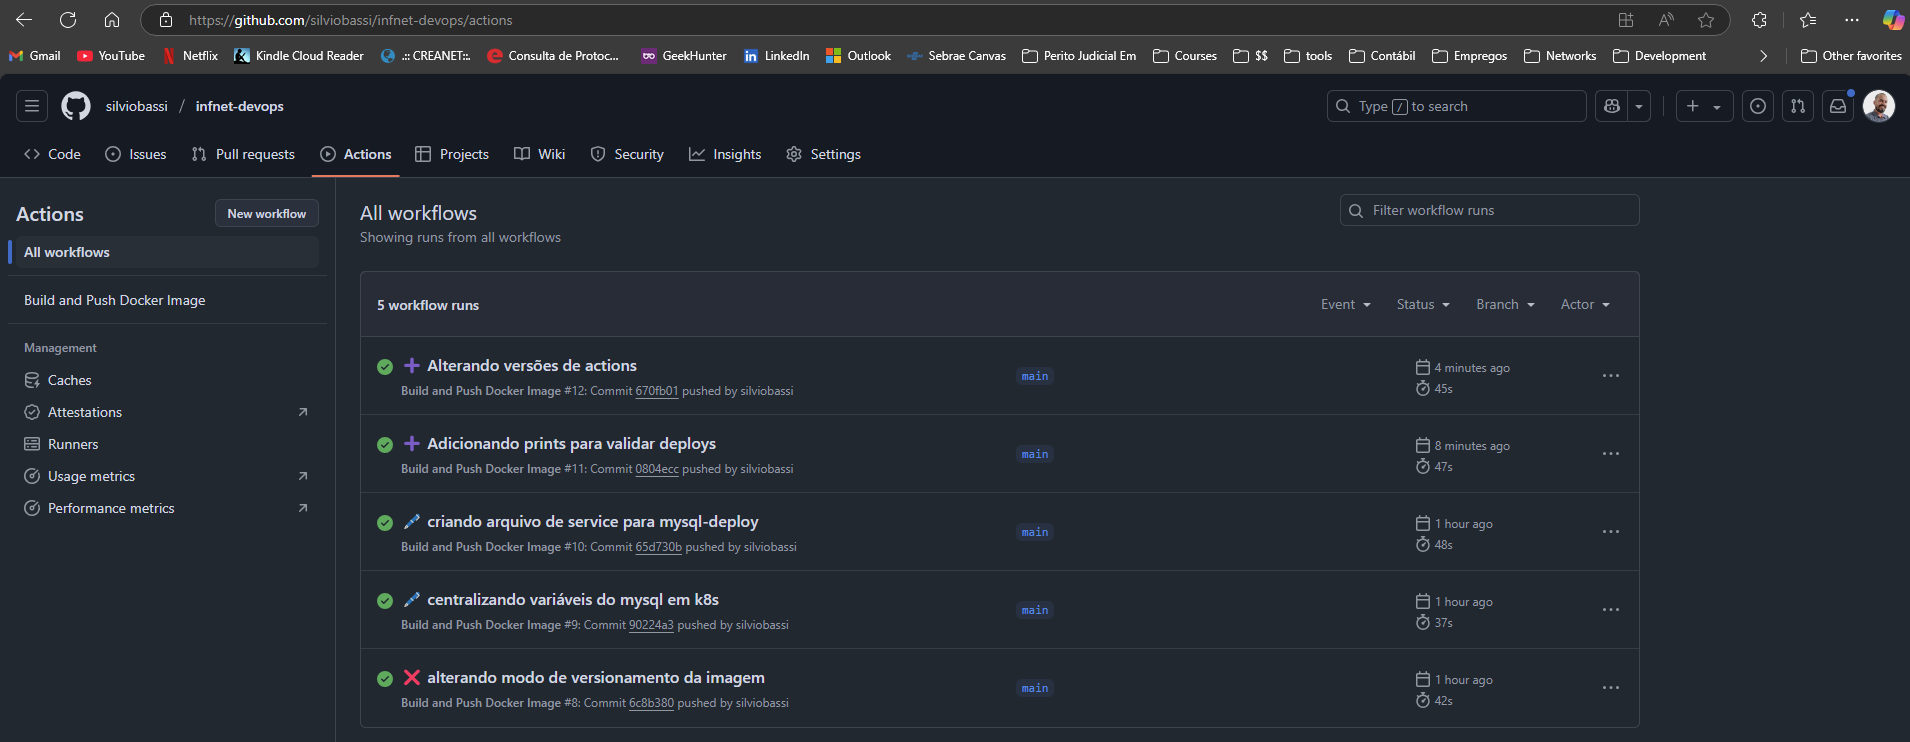 https://github.com/silviobassi/infnet-devops/actions
Gmail YouTube Netflix Kindle Cloud Reader .:: CREANET::. Consulta de Protoc... GeekHunter LinkedIn Outlook Sebrae Canvas Perito Judicial Em Courses $$ tools Contábil Empregos Networks Development Other favorites
silviobassi / infnet-devops
Type / to search
Code Issues Pull requests Actions Projects Wiki Security Insights Settings
Actions
New workflow
All workflows
Build and Push Docker Image
Management
Caches
Attestations
Runners
Usage metrics
Performance metrics
All workflows
Showing runs from all workflows
Filter workflow runs
5 workflow runs
Event Status Branch Actor
Alterando versões de actions
Build and Push Docker Image #12: Commit 670fb01 pushed by silviobassi
main
4 minutes ago
45s
Adicionando prints para validar deploys
Build and Push Docker Image #11: Commit 0804ecc pushed by silviobassi
main
8 minutes ago
47s
criando arquivo de service para mysql-deploy
Build and Push Docker Image #10: Commit 65d730b pushed by silviobassi
main
1 hour ago
48s
centralizando variáveis do mysql em k8s
Build and Push Docker Image #9: Commit 90224a3 pushed by silviobassi
main
1 hour ago
37s
alterando modo de versionamento da imagem
Build and Push Docker Image #8: Commit 6c8b380 pushed by silviobassi
main
1 hour ago
42s